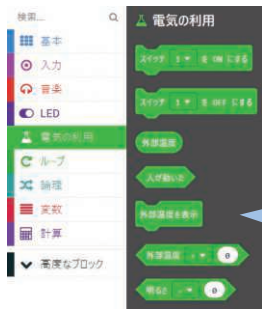 検索...
基本
入力
音楽
LED
電気の利用
ループ
論理
変数
計算
高度なブロック
電気の利用
スイッチ 1 を ON にする
スイッチ 1 を OFF にする
外部温度
人が動いた
外部温度を表示
外部温度 0
明るさ 0